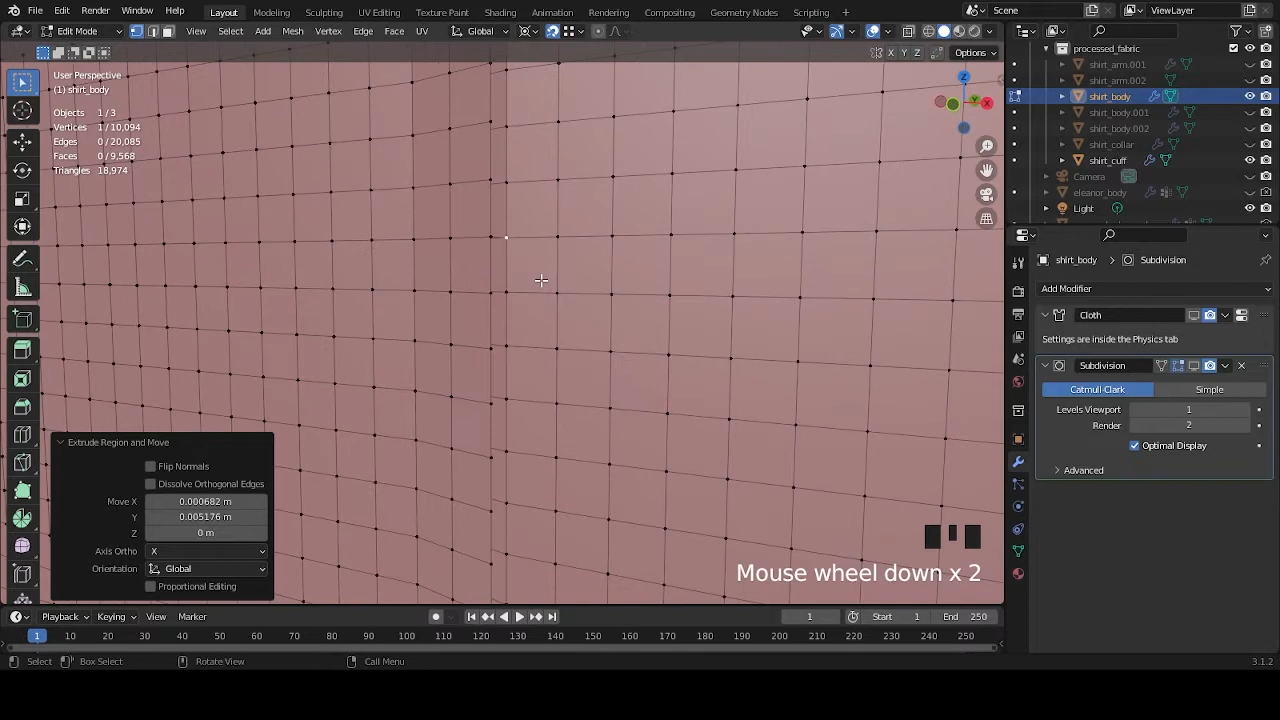 File Edit Render Window Help Layout Modeling Sculpting UV Editing Texture Paint Shading Animation Rendering Compositing Geometry Nodes Scripting + Scene ViewLayer
Edit Mode View Select Add Mesh Vertex Edge Face UV Global
X Y Z Options
User Perspective
(1) shirt_body
Objects 1/3
Vertices 1/10,094
Edges 0/20,085
Faces 0/9,568
Triangles 18,974
Z
Y X
Extrude Region and Move
Flip Normals
Dissolve Orthogonal Edges
Move X 0.000682 m
Y 0.005176 m
Z 0 m
Axis Ortho X
Orientation Global
Proportional Editing
Mouse wheel down x 2
processed_fabric
shirt_arm.001
shirt_arm.002
shirt_body
shirt_body.001
shirt_body.002
shirt_collar
shirt_cuff
Camera
eleanor_body
Light
shirt_body > Subdivision
Add Modifier
Cloth
Settings are inside the Physics tab
Subdivision
Catmull-Clark Simple
Levels Viewport 1
Render 2
Optimal Display
Advanced
Playback Keying View Marker 1 Start 1 End 250
1 10 20 30 40 50 60 70 80 90 100 110 120 130 140 150 160 170 180 190 200 210 220 230 240 250
Select Box Select Rotate View Call Menu 3.1.2